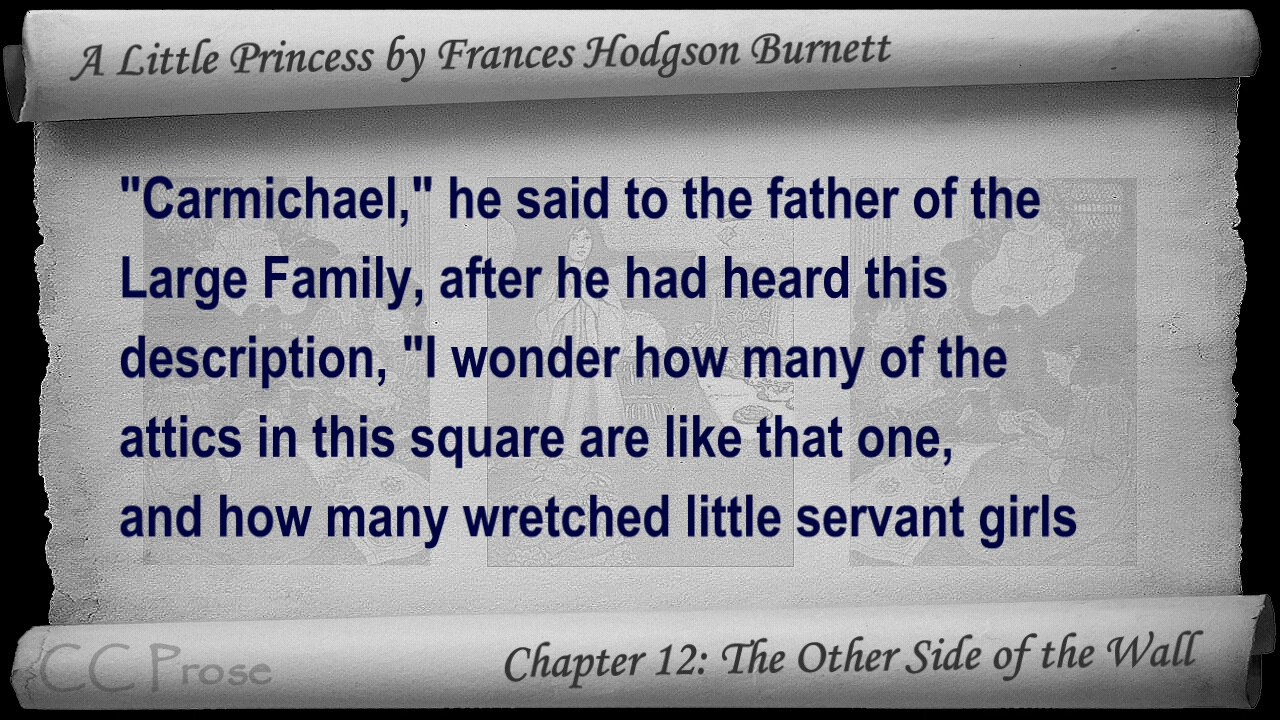 A Little Princess by Frances Hodgson Burnett
"Carmichael," he said to the father of the
Large Family, after he had heard this
description, "I wonder how many of the
attics in this square are like that one,
and how many wretched little servant girls
CC Prose
Chapter 12: The Other Side of the Wall